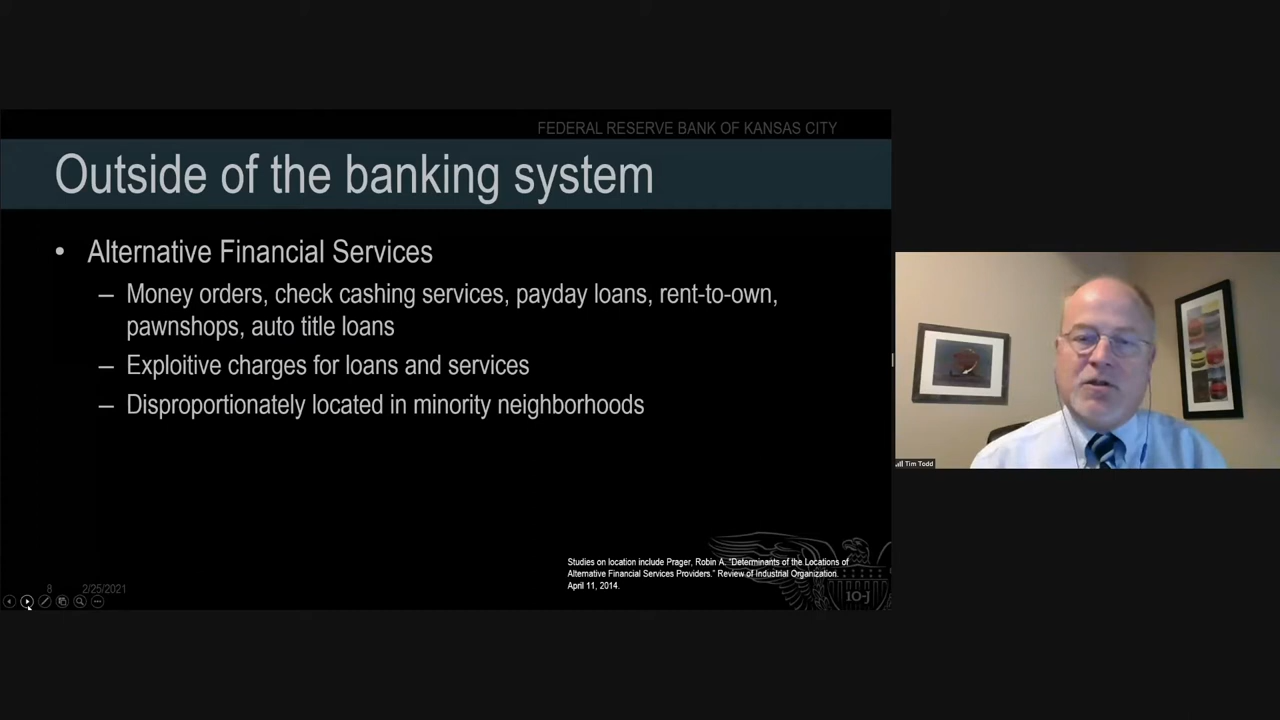 FEDERAL RESERVE BANK OF KANSAS CITY
Outside of the banking system
• Alternative Financial Services
– Money orders, check cashing services, payday loans, rent-to-own,
pawnshops, auto title loans
– Exploitive charges for loans and services
– Disproportionately located in minority neighborhoods
Studies on location include Prager, Robin A. "Determinants of the Locations of
Alternative Financial Services Providers." Review of Industrial Organization.
April 11, 2014.
8 2/25/2021
10-J
Tim Todd